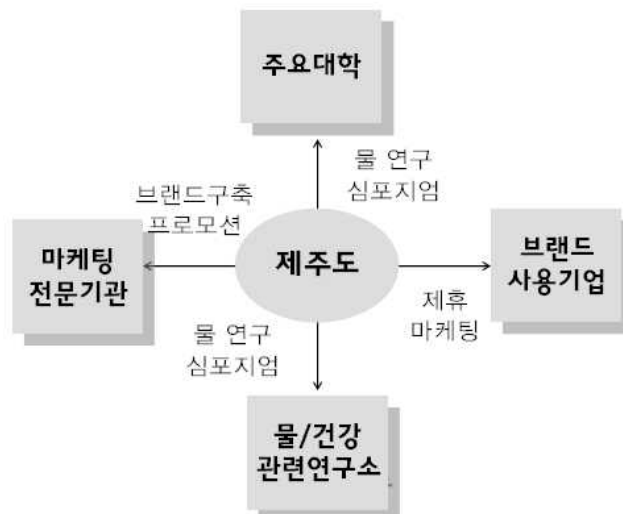 주요대학
물 연구
심포지엄
브랜드구축
프로모션
마케팅
전문기관
제주도
브랜드
사용기업
제휴
마케팅
물 연구
심포지엄
물/건강
관련연구소